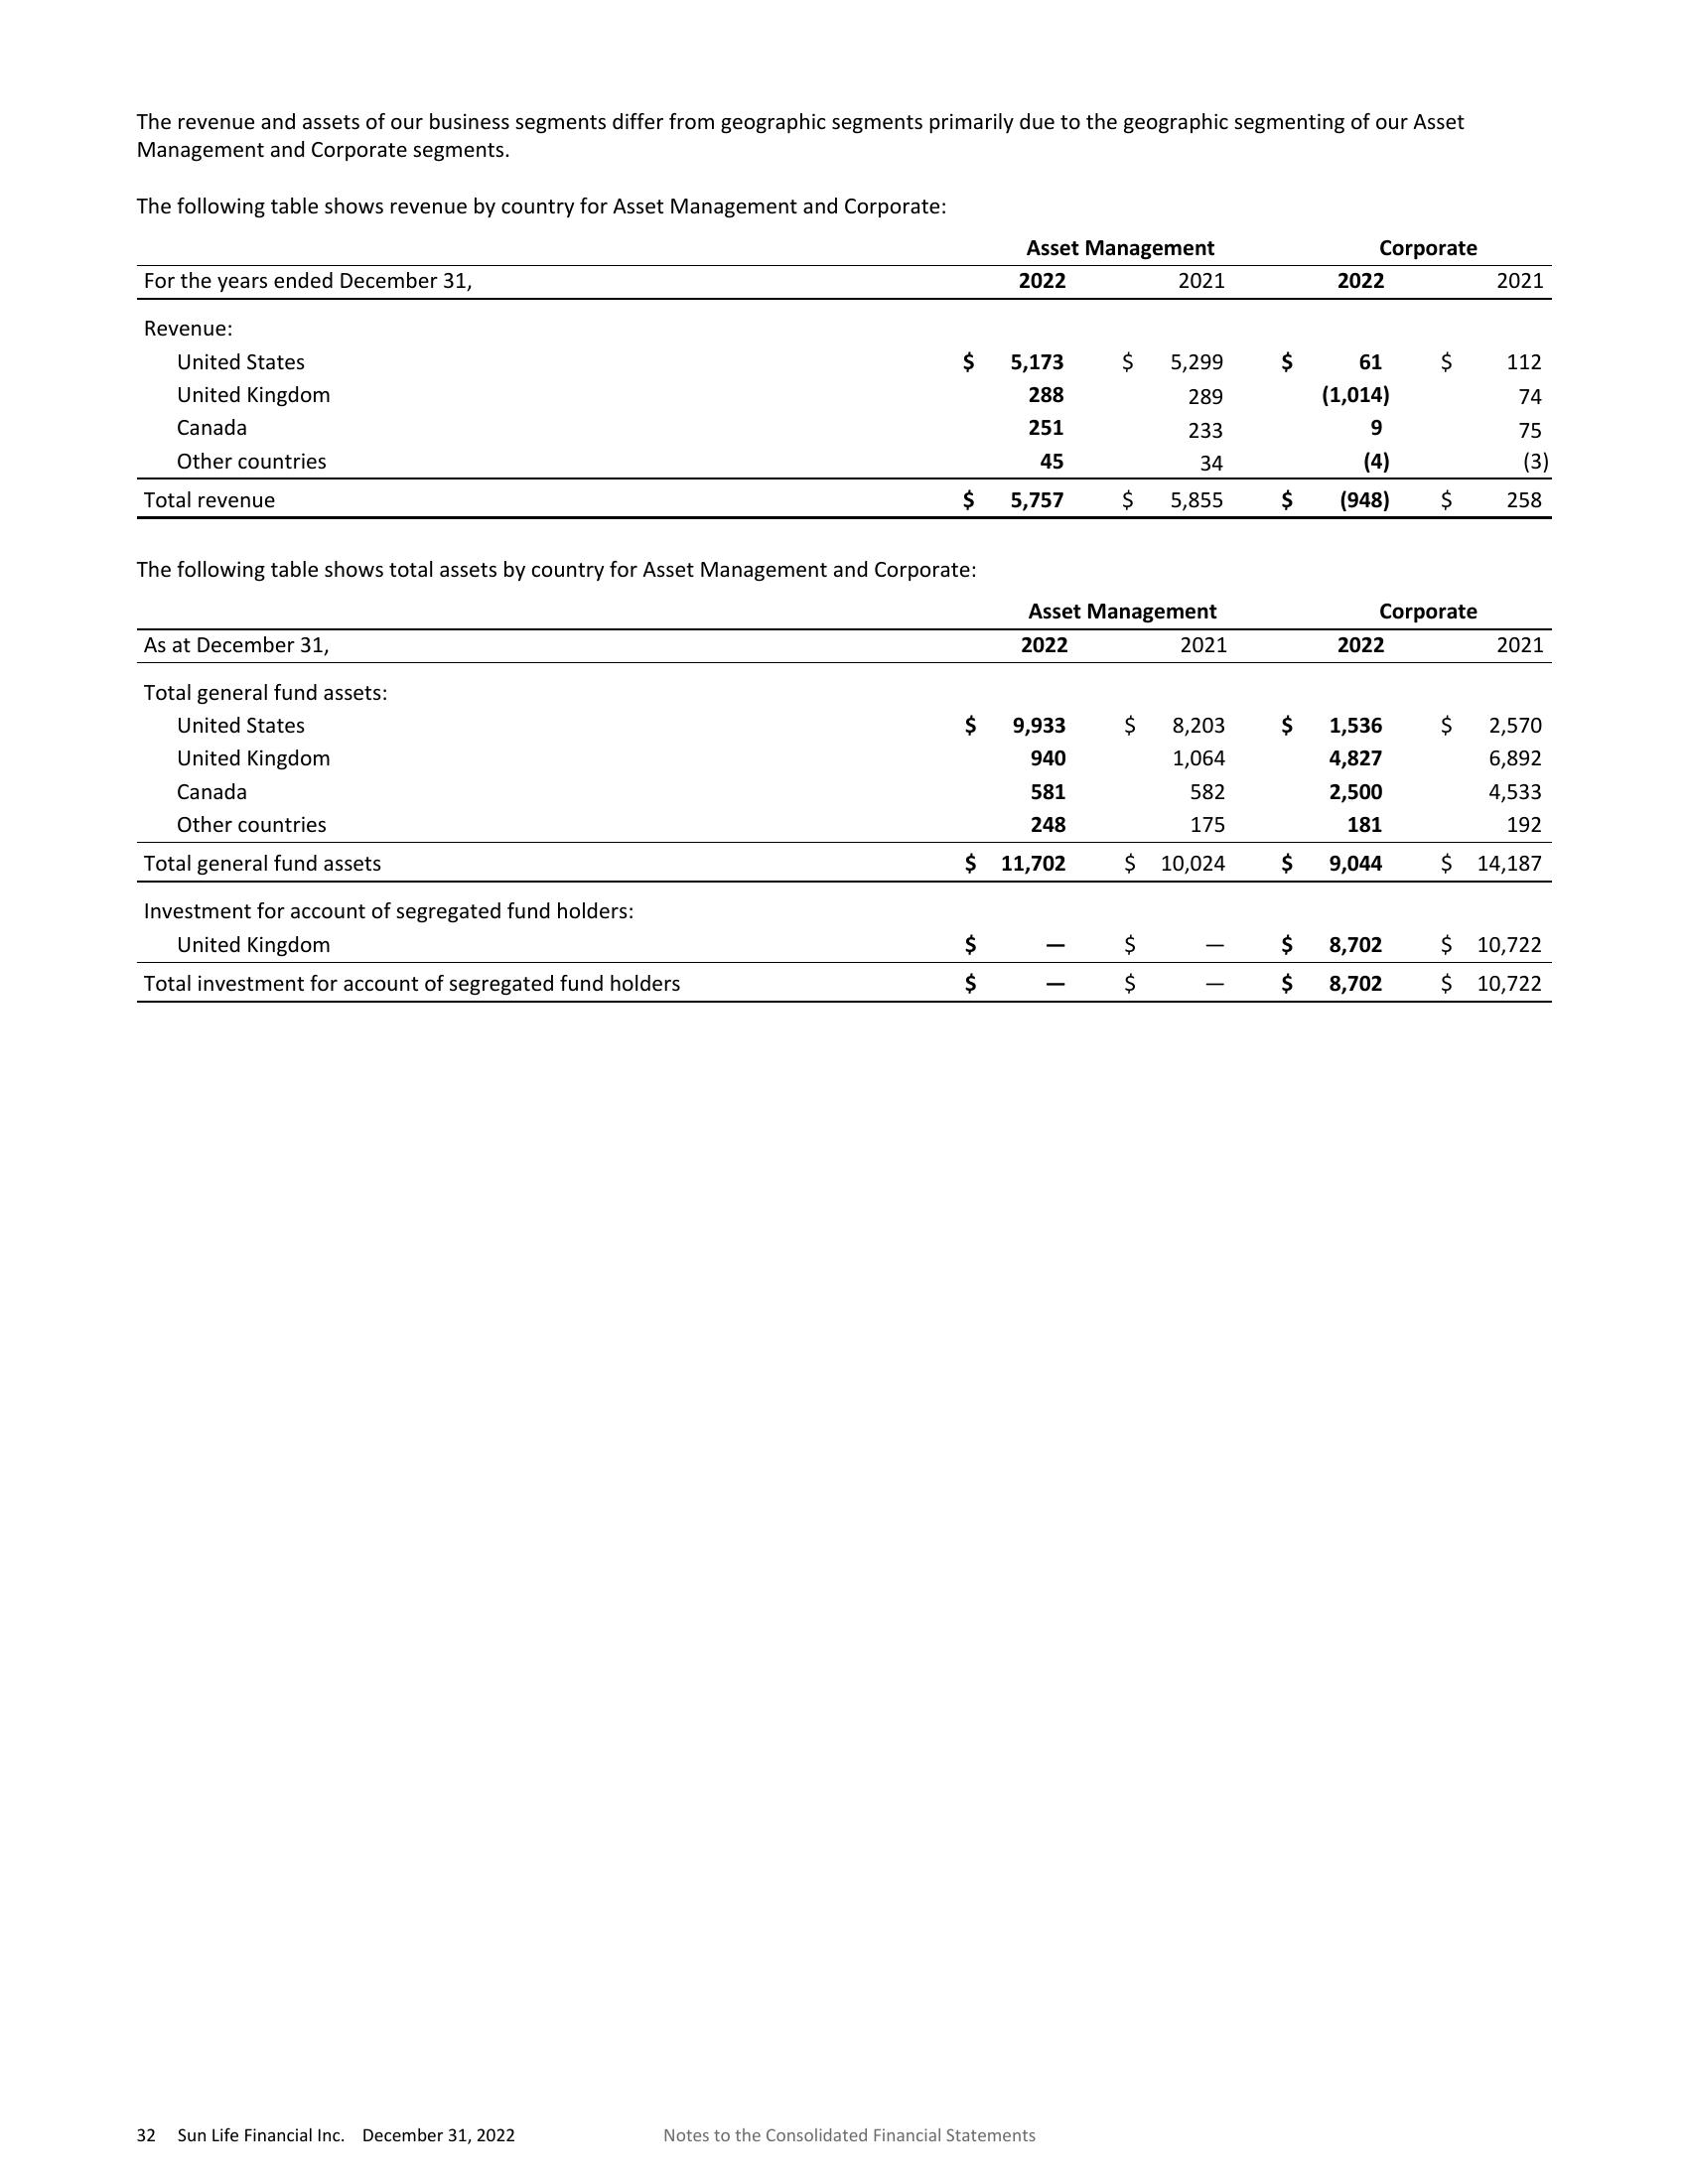 The revenue and assets of our business segments differ from geographic segments primarily due to the geographic segmenting of our Asset
Management and Corporate segments.
The following table shows revenue by country for Asset Management and Corporate:
Asset Management Corporate
For the years ended December 31, 2022 2021 2022 2021
Revenue:
United States $ 5,173 $ 5,299 $ 61 $ 112
United Kingdom 288 289 (1,014) 74
Canada 251 233 9 75
Other countries 45 34 (4) (3)
Total revenue $ 5,757 $ 5,855 $ (948) $ 258
The following table shows total assets by country for Asset Management and Corporate:
Asset Management Corporate
As at December 31, 2022 2021 2022 2021
Total general fund assets:
United States $ 9,933 $ 8,203 $ 1,536 $ 2,570
United Kingdom 940 1,064 4,827 6,892
Canada 581 582 2,500 4,533
Other countries 248 175 181 192
Total general fund assets $ 11,702 $ 10,024 $ 9,044 $ 14,187
Investment for account of segregated fund holders:
United Kingdom $ — $ — $ 8,702 $ 10,722
Total investment for account of segregated fund holders $ — $ — $ 8,702 $ 10,722
32 Sun Life Financial Inc. December 31, 2022 Notes to the Consolidated Financial Statements